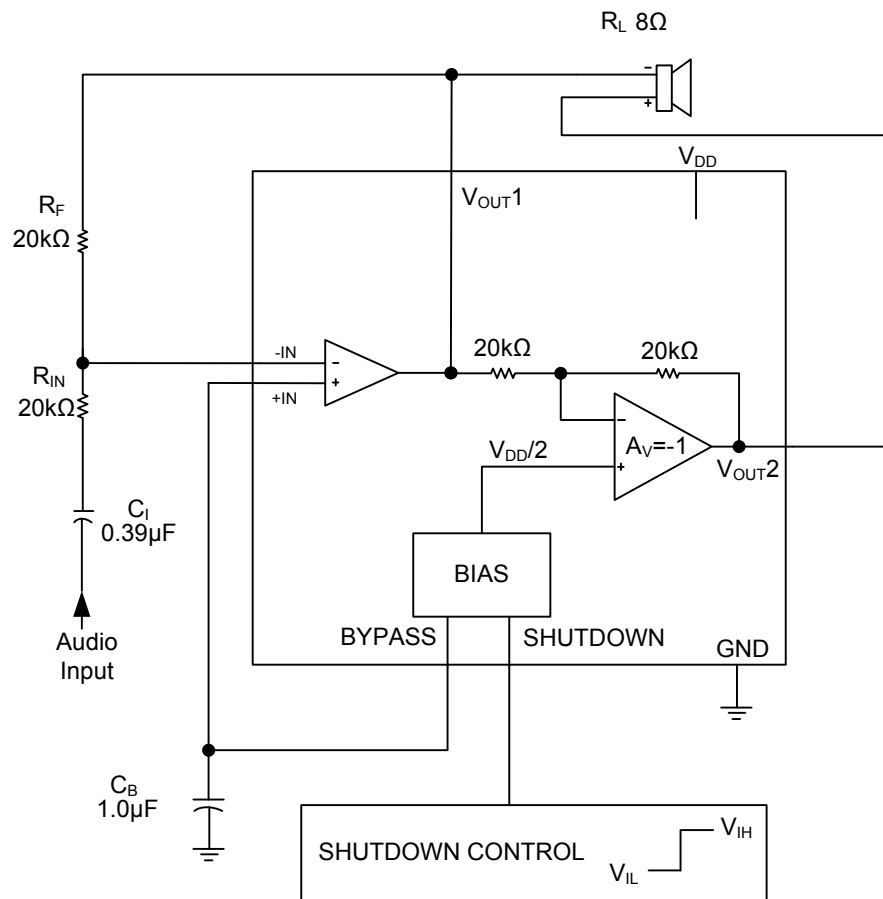 R_L 8Ω
-
+
V_DD
V_OUT1
R_F
20kΩ
-IN
+IN
-
+
20kΩ
20kΩ
R_IN
20kΩ
-
A_V=-1
+
V_DD/2
V_OUT2
C_I
0.39µF
BIAS
Audio
Input
BYPASS
SHUTDOWN
GND
C_B
1.0µF
SHUTDOWN CONTROL
V_IH
V_IL